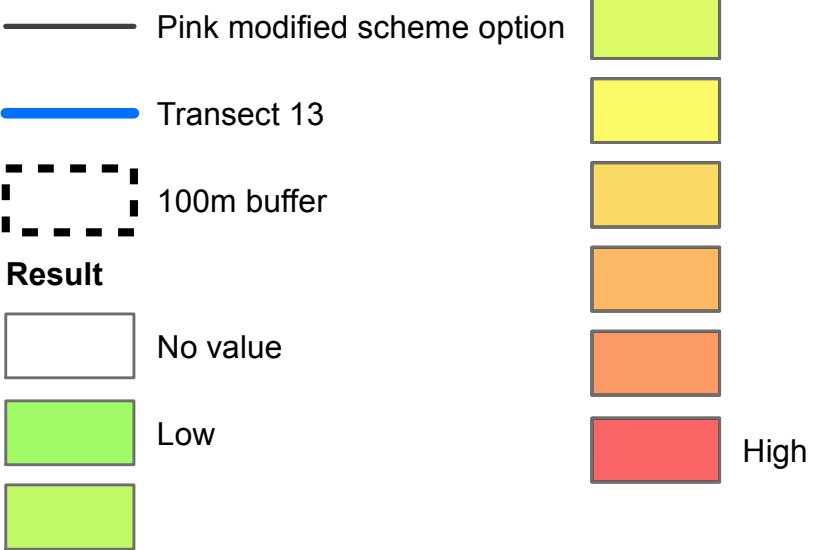 Pink modified scheme option
Transect 13
100m buffer
Result
No value
Low
High